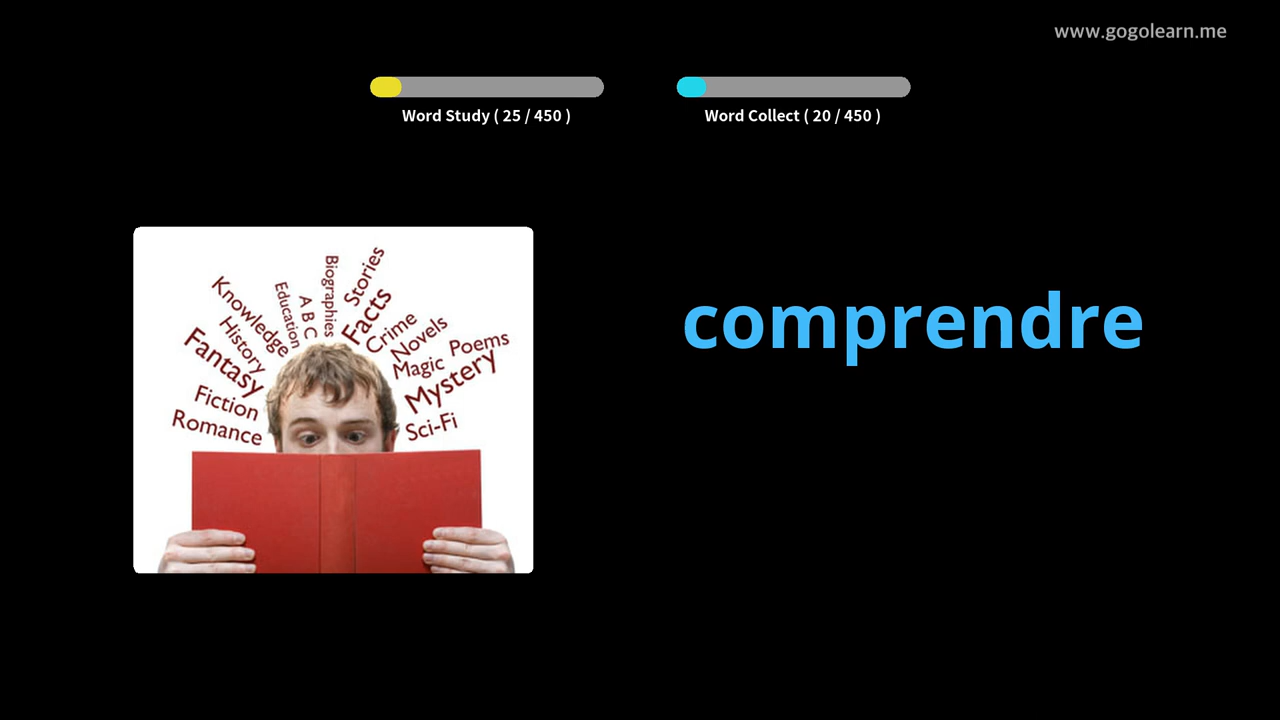 www.gogolearn.me
Word Study ( 25 / 450 )
Word Collect ( 20 / 450 )
Biographies
Stories
Education
A B C
Facts
Knowledge
Crime
History
Novels
Fantasy
Magic
Poems
Mystery
Fiction
Romance
Sci-Fi
comprendre